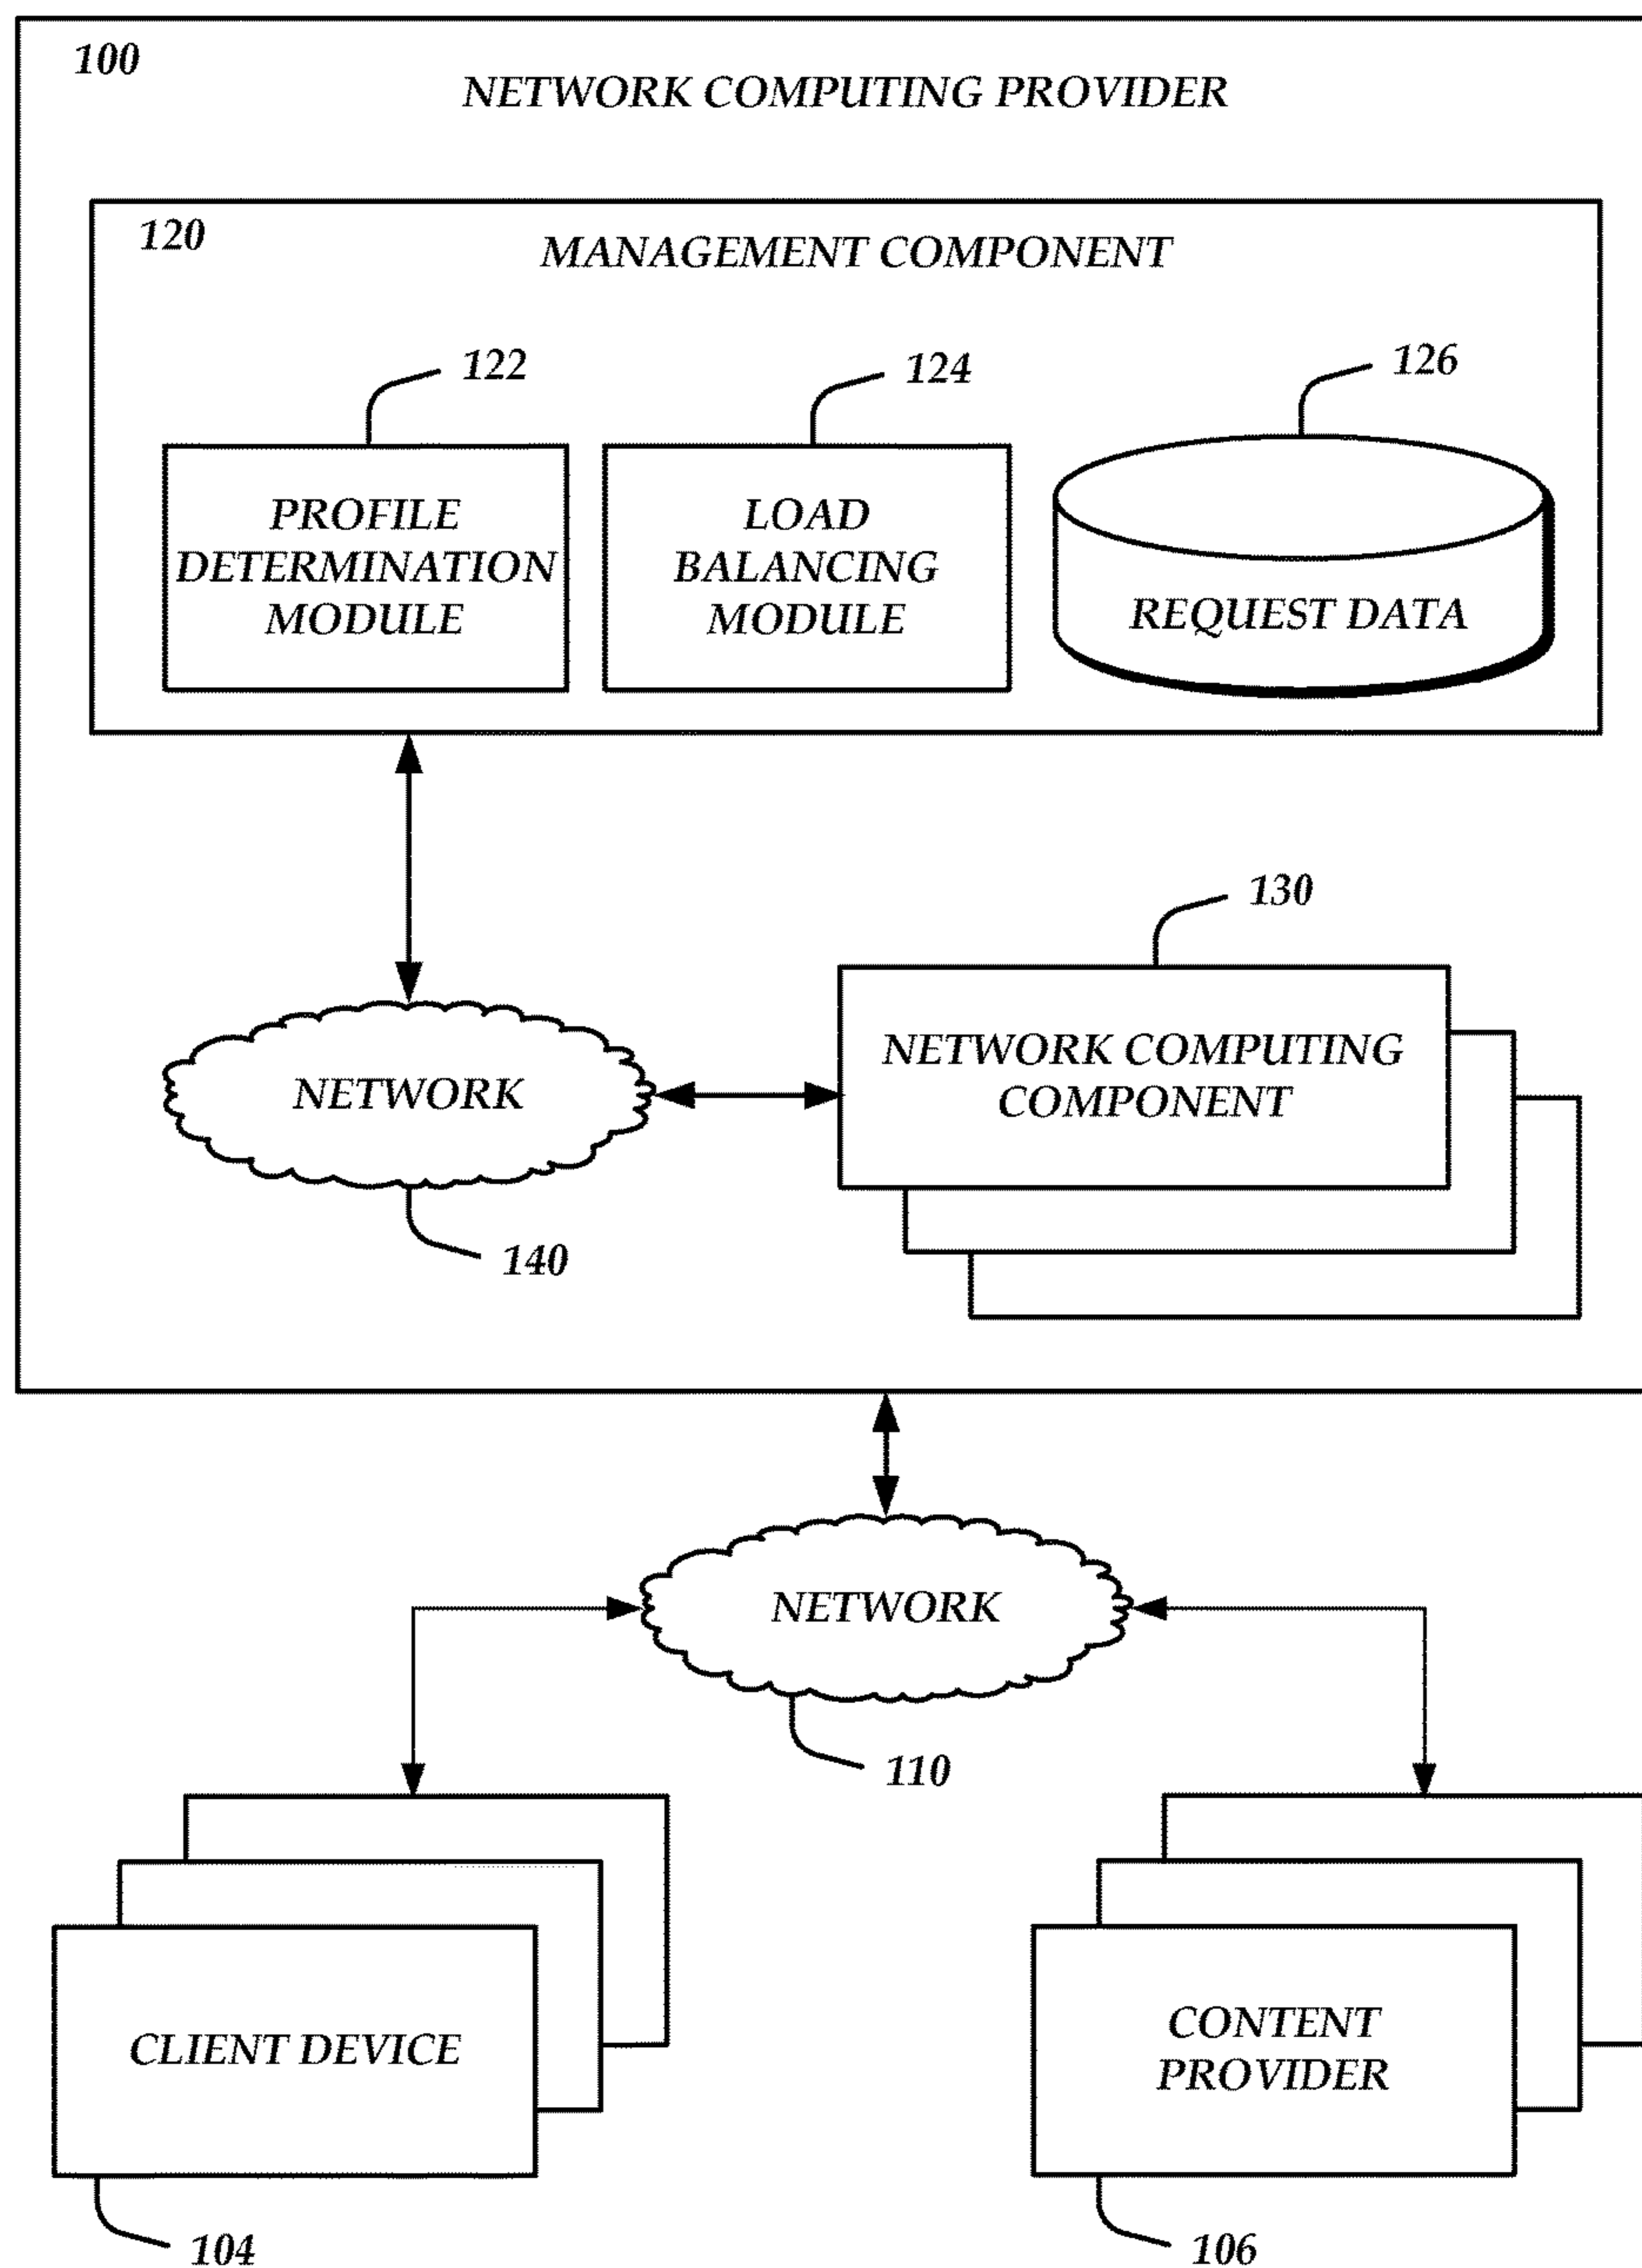 100
NETWORK COMPUTING PROVIDER
120
MANAGEMENT COMPONENT
122
124
126
PROFILE
DETERMINATION
MODULE
LOAD
BALANCING
MODULE
REQUEST DATA
130
NETWORK COMPUTING
COMPONENT
NETWORK
140
NETWORK
110
CLIENT DEVICE
CONTENT
PROVIDER
104
106